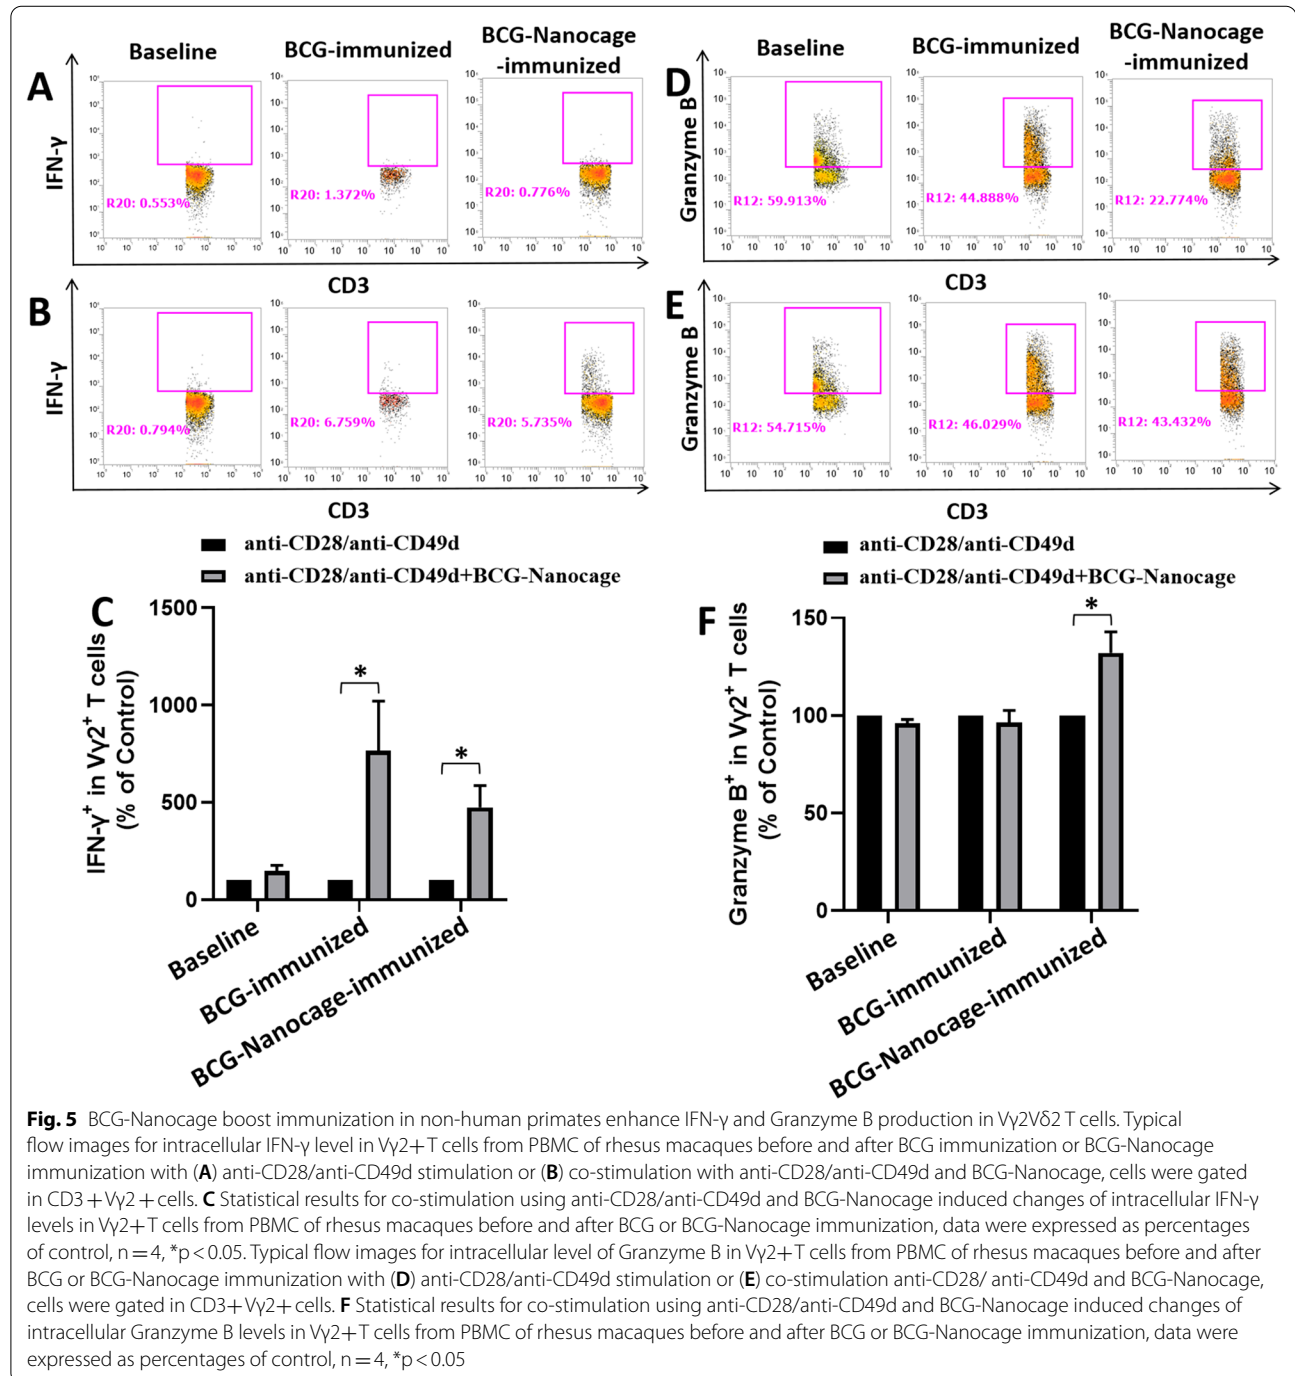 A
Baseline
BCG-immunized
BCG-Nanocage
-immunized
IFN-γ
R20: 0.553%
R20: 1.372%
R20: 0.776%
CD3
B
IFN-γ
R20: 0.794%
R20: 6.759%
R20: 5.735%
CD3
D
Baseline
BCG-immunized
BCG-Nanocage
-immunized
Granzyme B
R12: 59.913%
R12: 44.888%
R12: 22.774%
CD3
E
Granzyme B
R12: 54.715%
R12: 46.029%
R12: 43.432%
CD3
anti-CD28/anti-CD49d
anti-CD28/anti-CD49d+BCG-Nanocage
C
IFN-γ⁺ in Vγ2⁺ T cells
(% of Control)
1500
1000
500
0
*
*
Baseline
BCG-immunized
BCG-Nanocage-immunized
anti-CD28/anti-CD49d
anti-CD28/anti-CD49d+BCG-Nanocage
F
Granzyme B⁺ in Vγ2⁺ T cells
(% of Control)
150
100
50
0
*
Baseline
BCG-immunized
BCG-Nanocage-immunized
Fig. 5 BCG-Nanocage boost immunization in non-human primates enhance IFN-γ and Granzyme B production in Vγ2Vδ2 T cells. Typical
flow images for intracellular IFN-γ level in Vγ2+T cells from PBMC of rhesus macaques before and after BCG immunization or BCG-Nanocage
immunization with (A) anti-CD28/anti-CD49d stimulation or (B) co-stimulation with anti-CD28/anti-CD49d and BCG-Nanocage, cells were gated
in CD3+Vγ2+cells. C Statistical results for co-stimulation using anti-CD28/anti-CD49d and BCG-Nanocage induced changes of intracellular IFN-γ
levels in Vγ2+T cells from PBMC of rhesus macaques before and after BCG or BCG-Nanocage immunization, data were expressed as percentages
of control, n=4, *p<0.05. Typical flow images for intracellular level of Granzyme B in Vγ2+T cells from PBMC of rhesus macaques before and after
BCG or BCG-Nanocage immunization with (D) anti-CD28/anti-CD49d stimulation or (E) co-stimulation anti-CD28/ anti-CD49d and BCG-Nanocage,
cells were gated in CD3+Vγ2+cells. F Statistical results for co-stimulation using anti-CD28/anti-CD49d and BCG-Nanocage induced changes of
intracellular Granzyme B levels in Vγ2+T cells from PBMC of rhesus macaques before and after BCG or BCG-Nanocage immunization, data were
expressed as percentages of control, n=4, *p<0.05